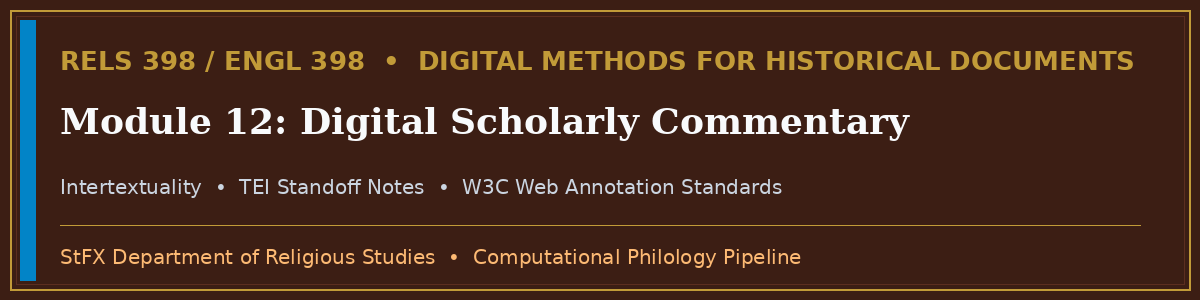 RELS 398 / ENGL 398 • DIGITAL METHODS FOR HISTORICAL DOCUMENTS
Module 12: Digital Scholarly Commentary
Intertextuality • TEI Standoff Notes • W3C Web Annotation Standards
StFX Department of Religious Studies • Computational Philology Pipeline